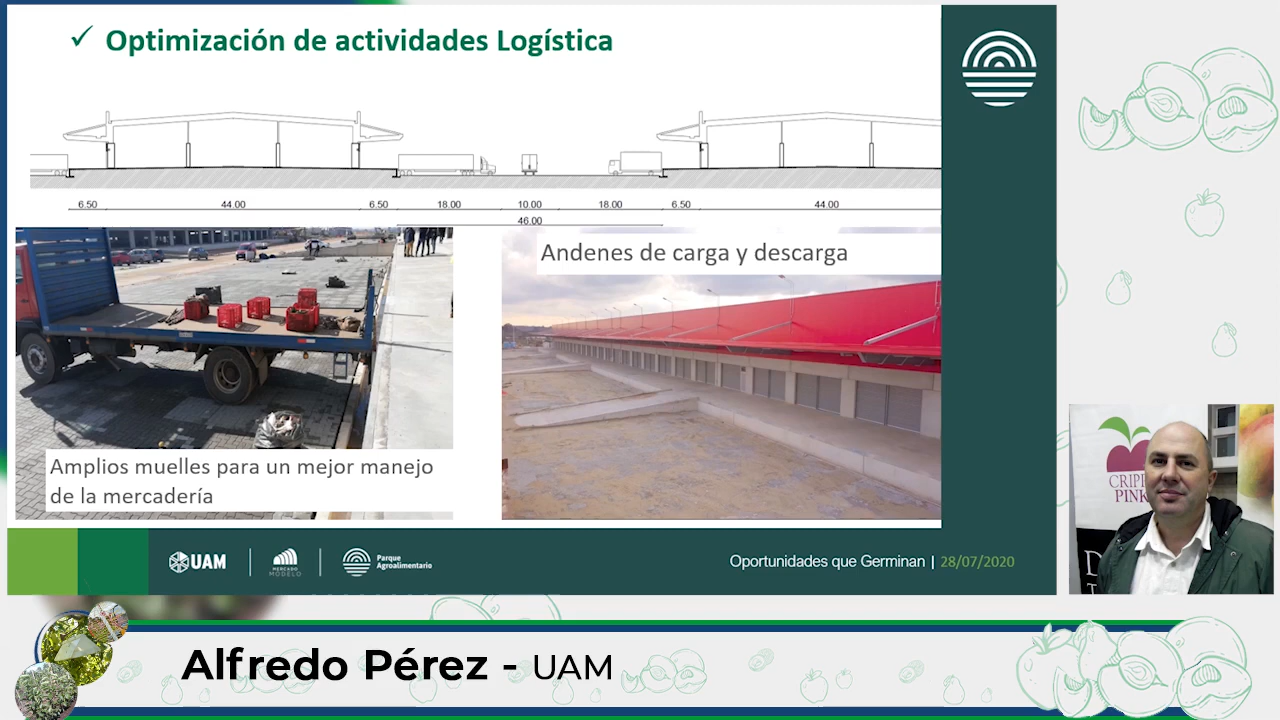 ✓ Optimización de actividades Logística
6.50 44.00 6.50 18.00 10.00 18.00 6.50 44.00
46.00
Andenes de carga y descarga
Amplios muelles para un mejor manejo
de la mercadería
CRIPP
PINK
D
UAM
MERCADO
MODELO
Parque
Agroalimentario
Oportunidades que Germinan | 28/07/2020
Alfredo Pérez - UAM